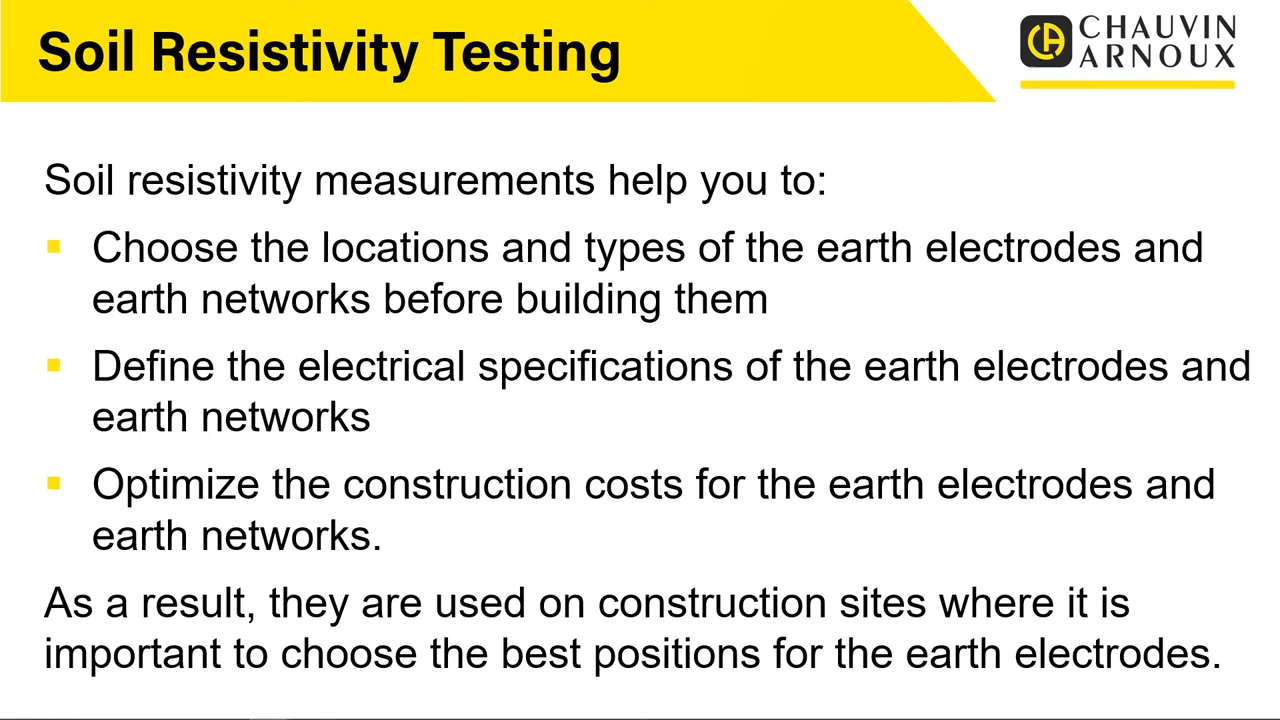 Soil Resistivity Testing
CHAUVIN
ARNOUX
Soil resistivity measurements help you to:
Choose the locations and types of the earth electrodes and
earth networks before building them
Define the electrical specifications of the earth electrodes and
earth networks
Optimize the construction costs for the earth electrodes and
earth networks.
As a result, they are used on construction sites where it is
important to choose the best positions for the earth electrodes.